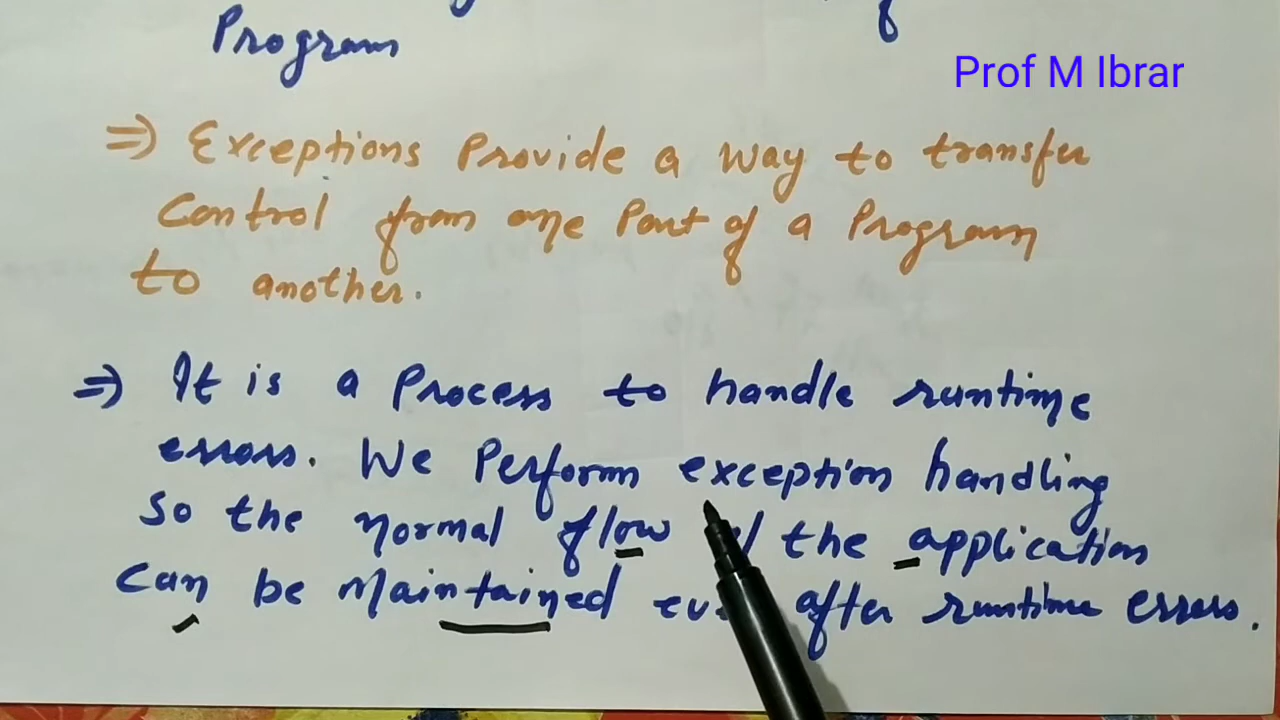 Program
Prof M Ibrar
=> Exceptions Provide a way to transfer
Control from one Part of a Program
to another.
=> It is a Process to handle runtime
errors. We Perform exception handling
So the normal flow the application
Can be Maintained after runtime errors.